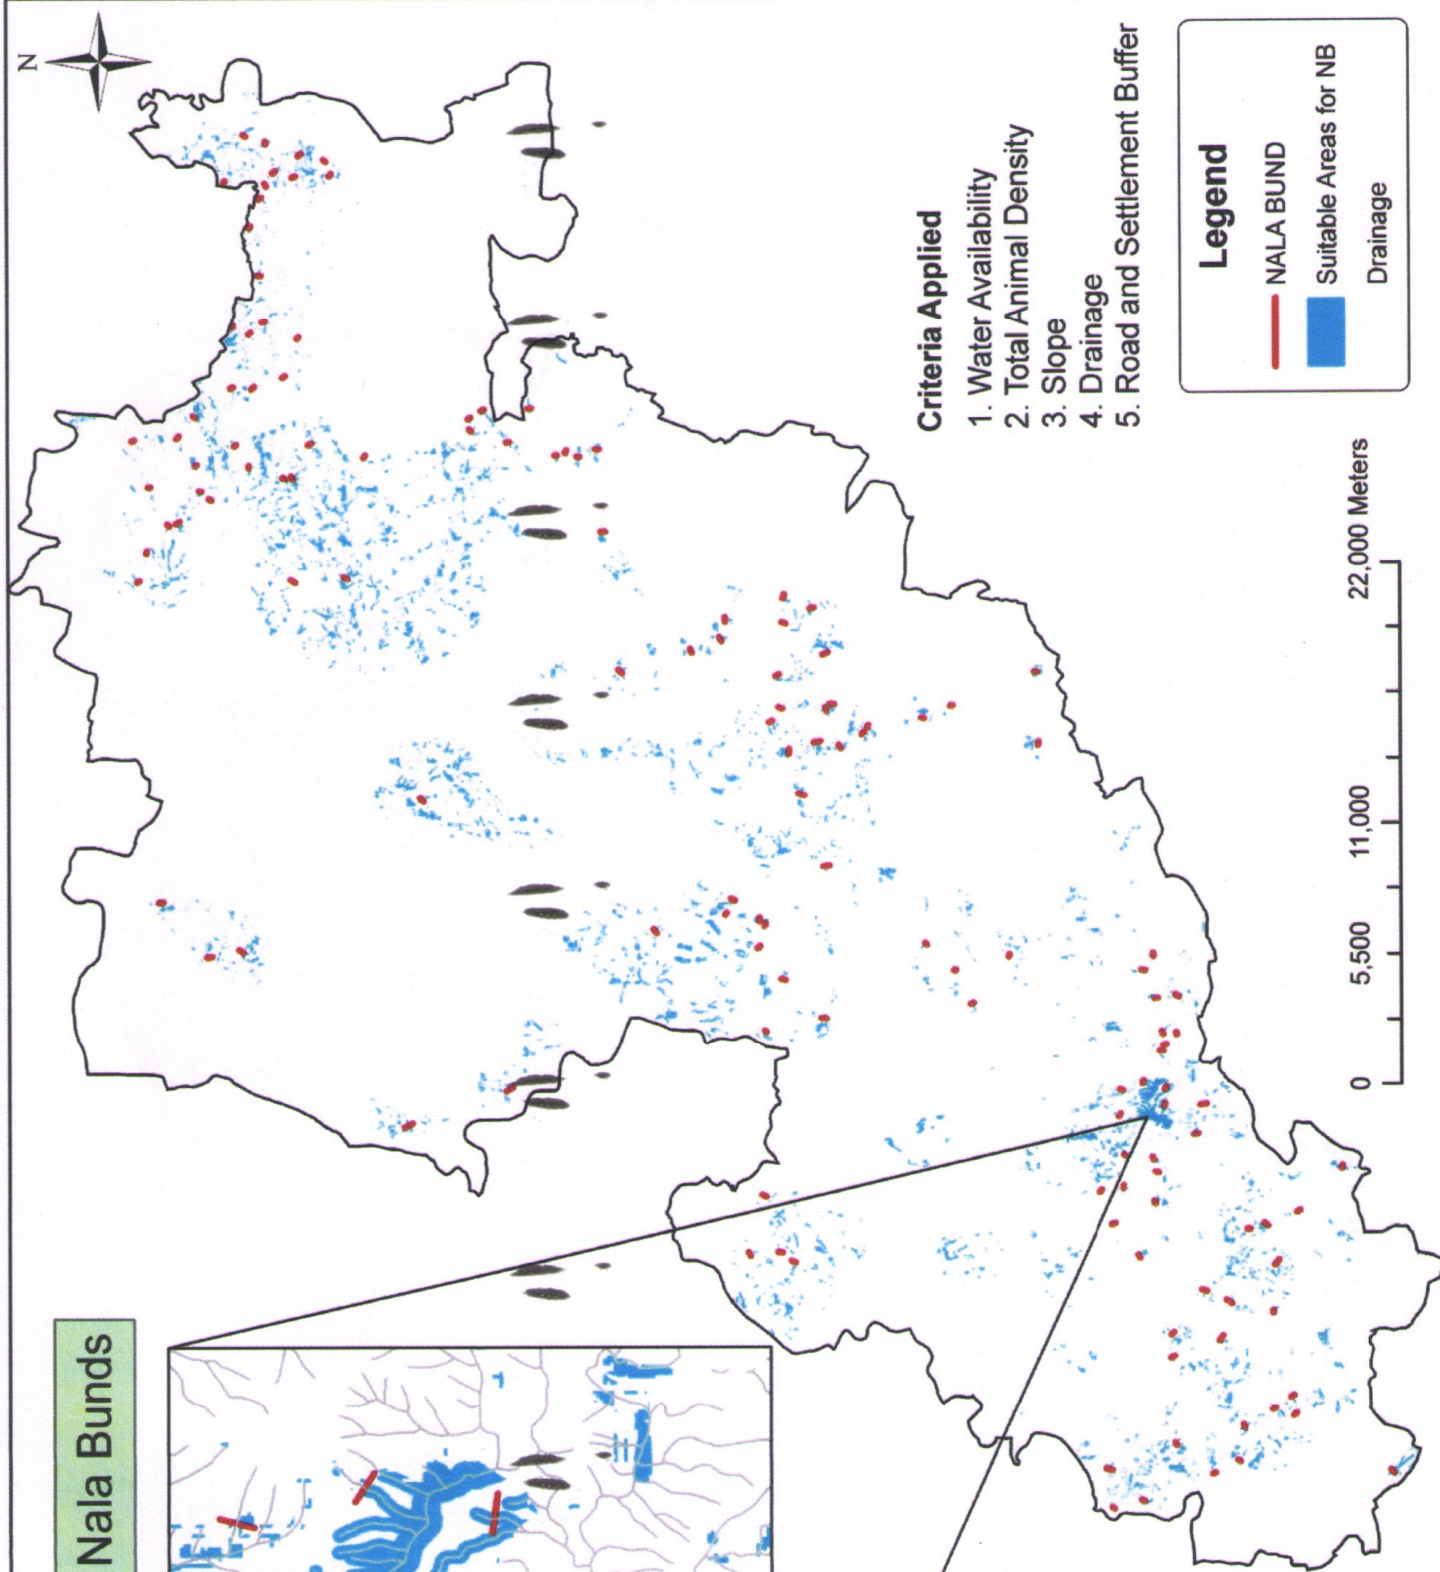 Nala Bunds
N
Criteria Applied
1. Water Availability
2. Total Animal Density
3. Slope
4. Drainage
5. Road and Settlement Buffer
Legend
NALA BUND
Suitable Areas for NB
Drainage
0 5,500 11,000 22,000 Meters